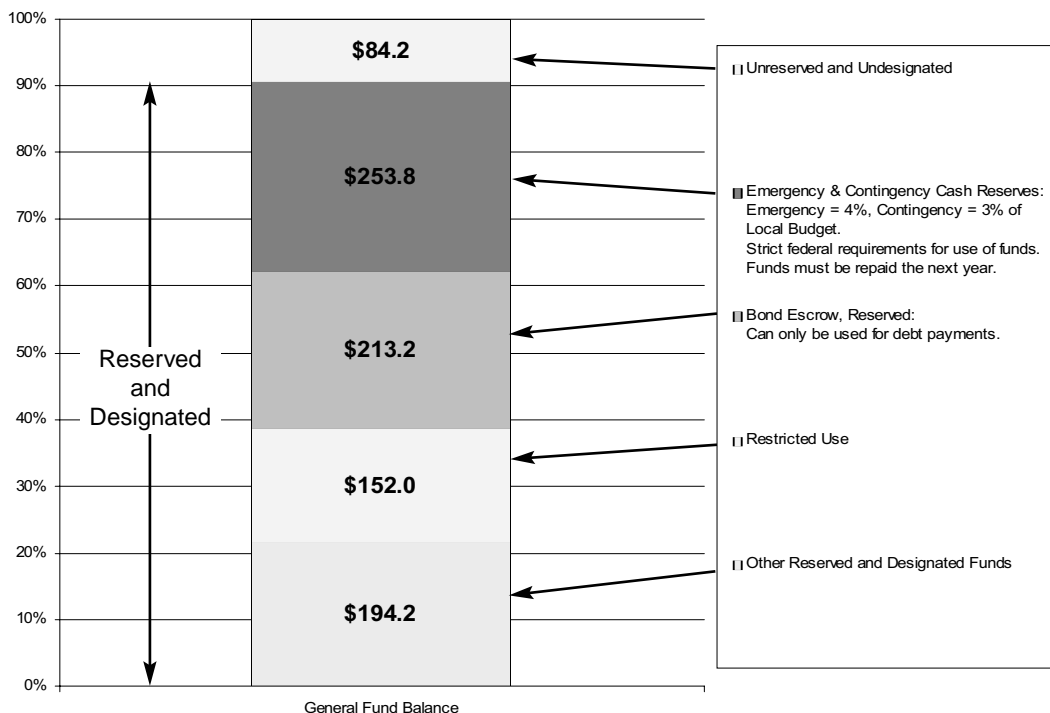 100%
90%
80%
70%
60%
50%
40%
30%
20%
10%
0%
Reserved
and
Designated
$84.2
$253.8
$213.2
$152.0
$194.2
General Fund Balance
Unreserved and Undesignated
Emergency & Contingency Cash Reserves:
Emergency = 4%, Contingency = 3% of
Local Budget.
Strict federal requirements for use of funds.
Funds must be repaid the next year.
Bond Escrow, Reserved:
Can only be used for debt payments.
Restricted Use
Other Reserved and Designated Funds